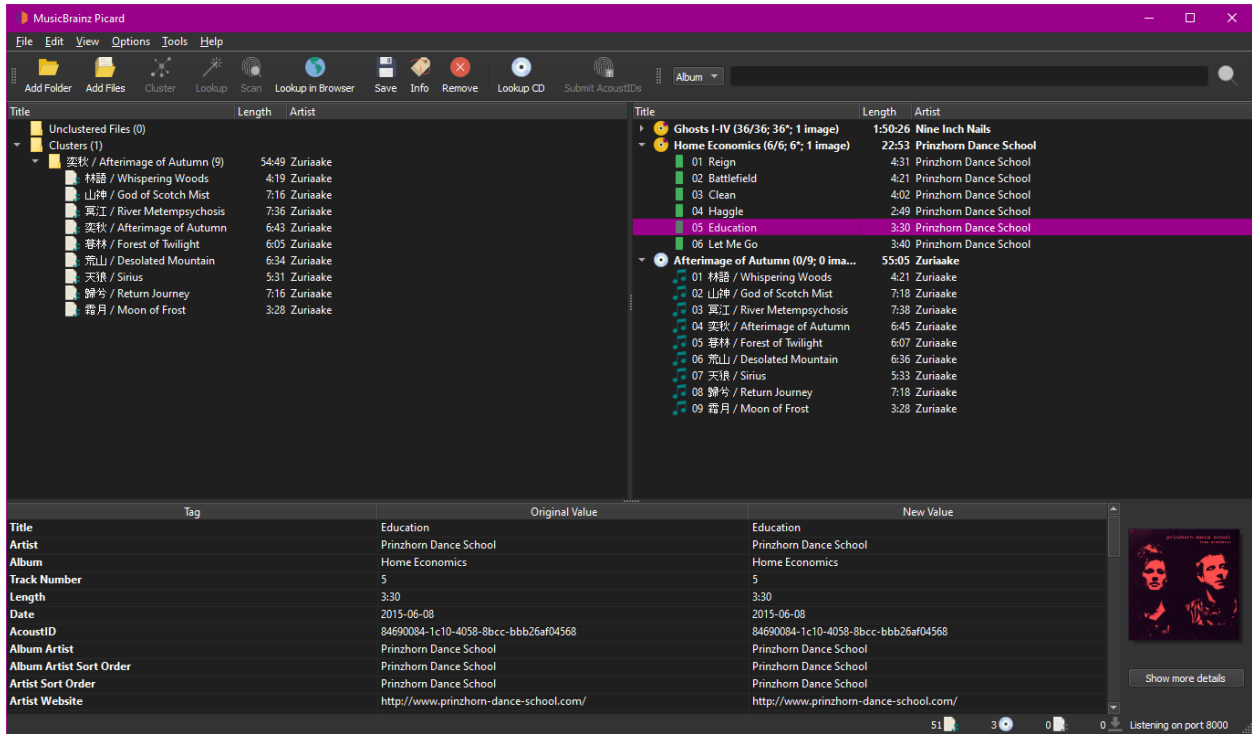 MusicBrainz Picard
File Edit View Options Tools Help
Add Folder Add Files Cluster Lookup Scan Lookup in Browser Save Info Remove Lookup CD Submit AcoustIDs Album
Title Length Artist
Unclustered Files (0)
Clusters (1)
奕秋 / Afterimage of Autumn (9) 54:49 Zuriaake
林語 / Whispering Woods 4:19 Zuriaake
山神 / God of Scotch Mist 7:16 Zuriaake
冥江 / River Metempsychosis 7:36 Zuriaake
奕秋 / Afterimage of Autumn 6:43 Zuriaake
暮林 / Forest of Twilight 6:05 Zuriaake
荒山 / Desolated Mountain 6:34 Zuriaake
天狼 / Sirius 5:31 Zuriaake
歸兮 / Return Journey 7:16 Zuriaake
霜月 / Moon of Frost 3:28 Zuriaake
Title Length Artist
Ghosts I-IV (36/36; 36*; 1 image) 1:50:26 Nine Inch Nails
Home Economics (6/6; 6*; 1 image) 22:53 Prinzhorn Dance School
01 Reign 4:31 Prinzhorn Dance School
02 Battlefield 4:21 Prinzhorn Dance School
03 Clean 4:02 Prinzhorn Dance School
04 Haggle 2:49 Prinzhorn Dance School
05 Education 3:30 Prinzhorn Dance School
06 Let Me Go 3:40 Prinzhorn Dance School
Afterimage of Autumn (0/9; 0 ima... 55:05 Zuriaake
01 林語 / Whispering Woods 4:21 Zuriaake
02 山神 / God of Scotch Mist 7:18 Zuriaake
03 冥江 / River Metempsychosis 7:38 Zuriaake
04 奕秋 / Afterimage of Autumn 6:45 Zuriaake
05 暮林 / Forest of Twilight 6:07 Zuriaake
06 荒山 / Desolated Mountain 6:36 Zuriaake
07 天狼 / Sirius 5:33 Zuriaake
08 歸兮 / Return Journey 7:18 Zuriaake
09 霜月 / Moon of Frost 3:28 Zuriaake
Tag Original Value New Value
Title Education Education
Artist Prinzhorn Dance School Prinzhorn Dance School
Album Home Economics Home Economics
Track Number 5 5
Length 3:30 3:30
Date 2015-06-08 2015-06-08
AcoustID 84690084-1c10-4058-8bcc-bbb26af04568 84690084-1c10-4058-8bcc-bbb26af04568
Album Artist Prinzhorn Dance School Prinzhorn Dance School
Album Artist Sort Order Prinzhorn Dance School Prinzhorn Dance School
Artist Sort Order Prinzhorn Dance School Prinzhorn Dance School
Artist Website http://www.prinzhorn-dance-school.com/ http://www.prinzhorn-dance-school.com/
prinzhorn dance school
home economics
Show more details
51 3 0 0 Listening on port 8000